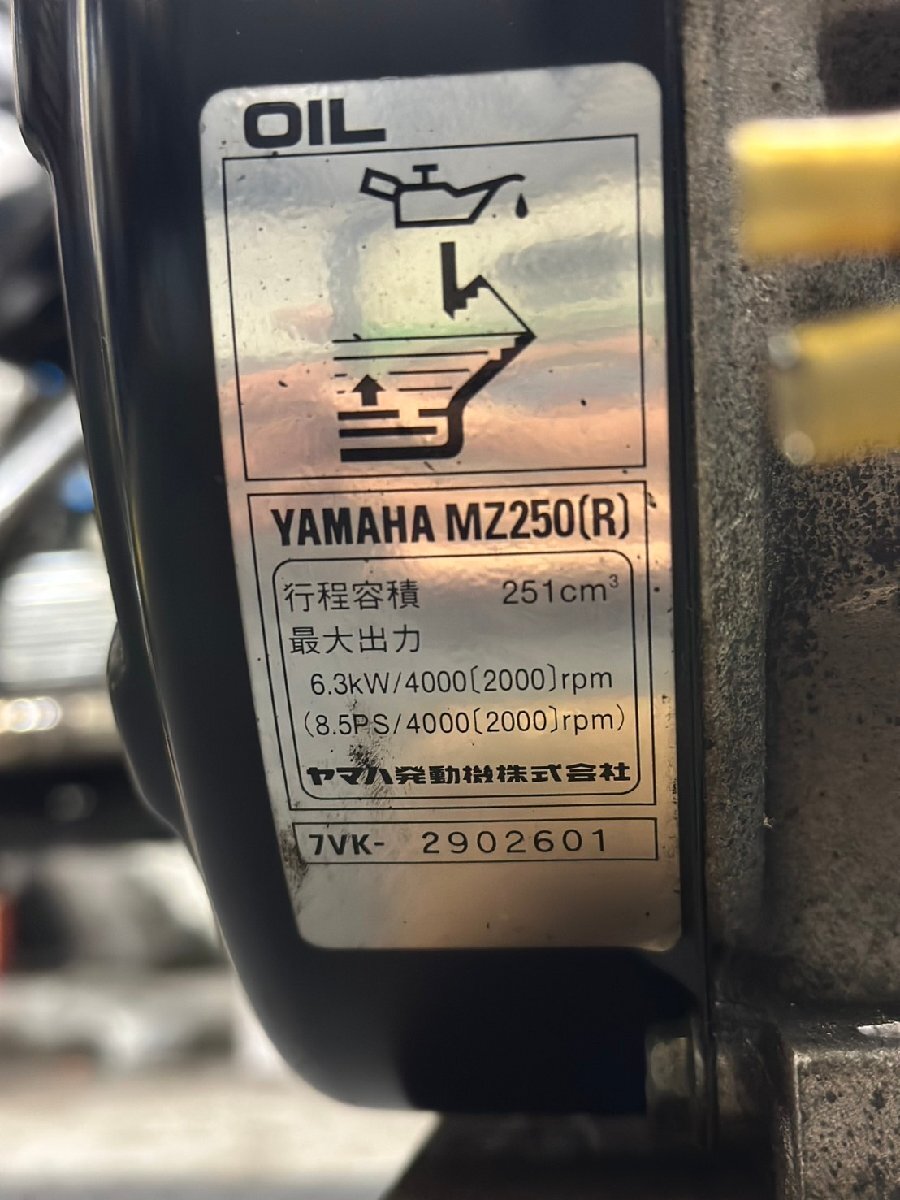 OIL
YAMAHA MZ250(R)
行程容積 251cm³
最大出力
6.3kW/4000〔2000〕rpm
(8.5PS/4000〔2000〕rpm)
ヤマハ発動機株式会社
7VK- 2902601